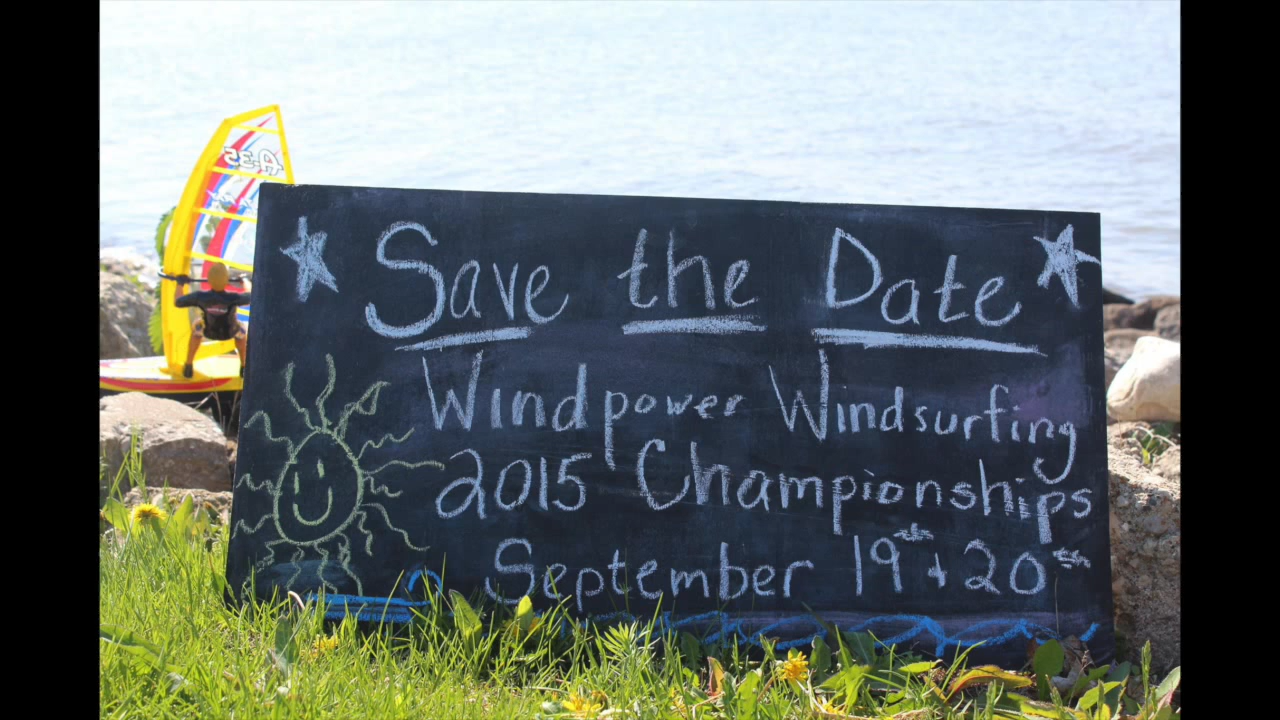 Save the Date
Windpower Windsurfing
2015 Championships
September 19th + 20th